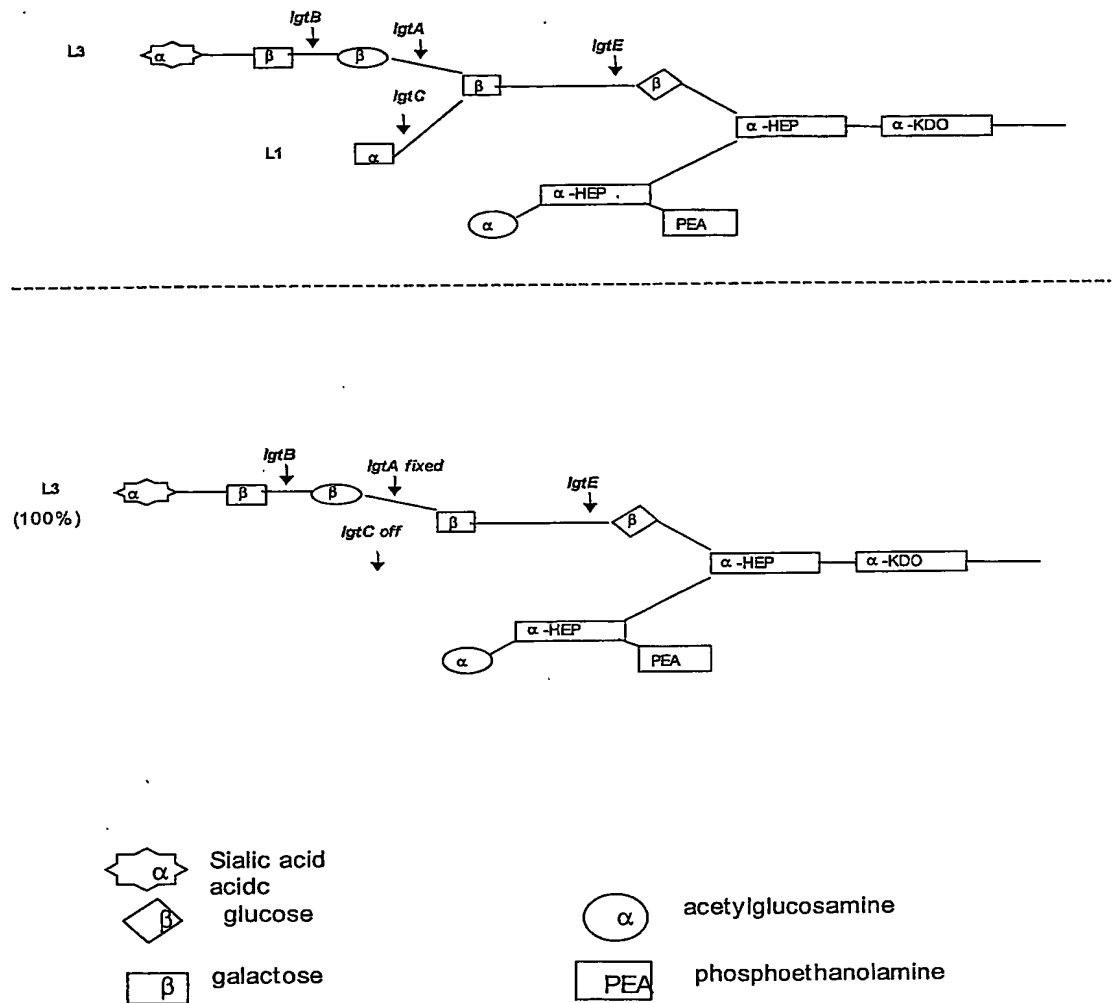 lgtB
lgtA
L3
α
β
β
lgtE
β
β
lgtC
α -HEP
α -KDO
L1
α
α -HEP
α
PEA
lgtB
lgtA fixed
L3
(100%)
α
β
β
lgtE
lgtC off
β
β
α -HEP
α -KDO
α -HEP
α
PEA
α
Sialic acid
acidc
β
glucose
α
acetylglucosamine
β
galactose
PEA
phosphoethanolamine